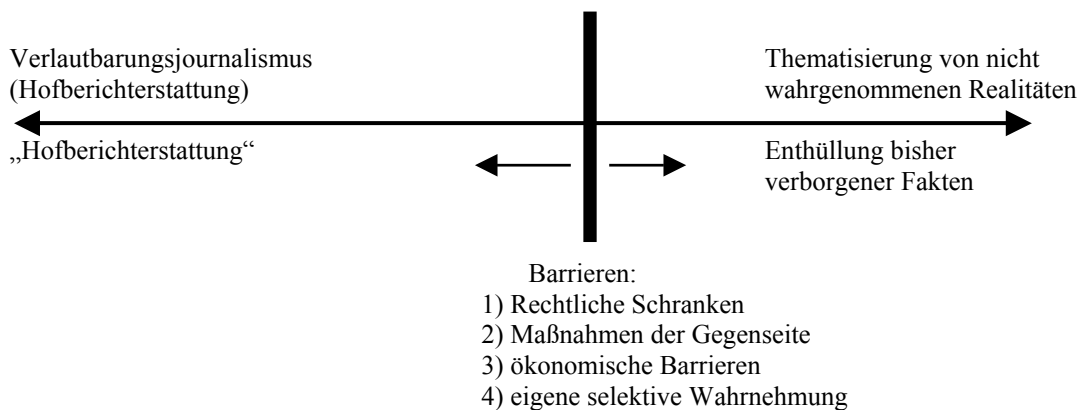 Verlautbarungsjournalismus
(Hofberichterstattung)
„Hofberichterstattung“
Thematisierung von nicht
wahrgenommenen Realitäten
Enthüllung bisher
verborgener Fakten
Barrieren:
1) Rechtliche Schranken
2) Maßnahmen der Gegenseite
3) ökonomische Barrieren
4) eigene selektive Wahrnehmung